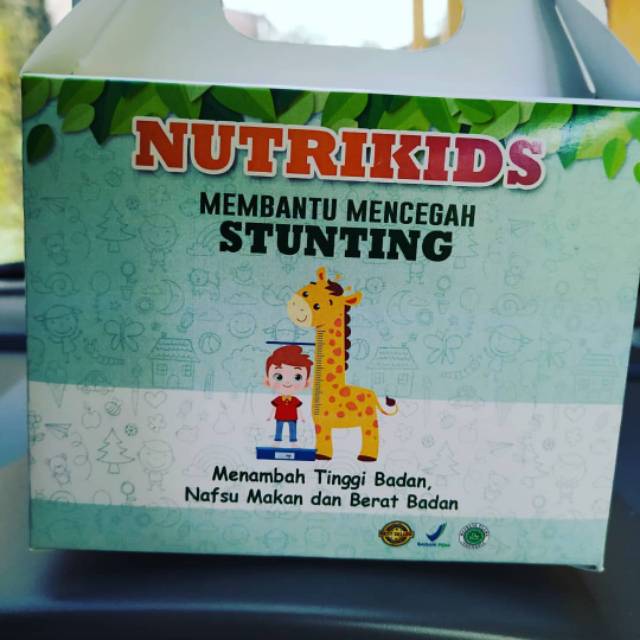 NUTRIKIDS
MEMBANTU MENCEGAH
STUNTING
Menambah Tinggi Badan,
Nafsu Makan dan Berat Badan